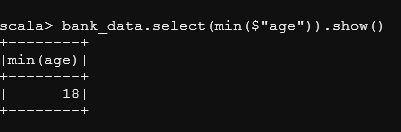 scala> bank_data.select(min($"age")).show()
+--------+
|min(age)|
+--------+
|      18|
+--------+